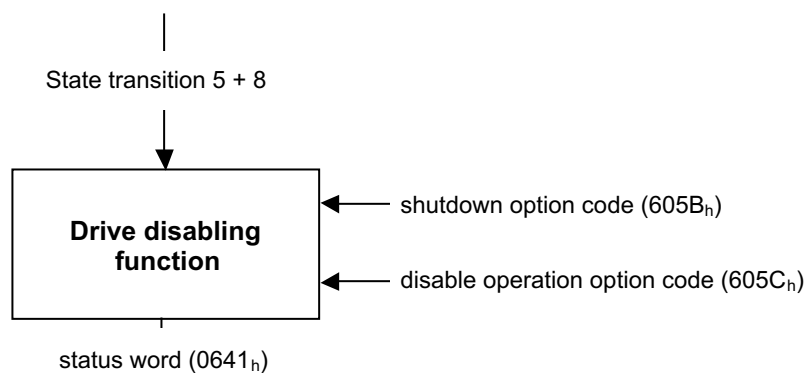 State transition 5 + 8
Drive disabling
function
shutdown option code (605Bₕ)
disable operation option code (605Cₕ)
status word (0641ₕ)